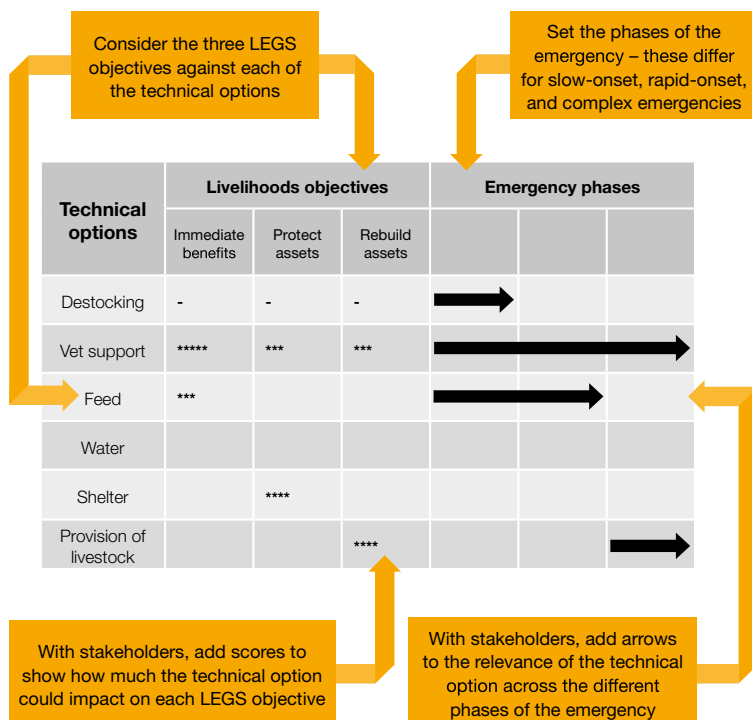 Consider the three LEGS
objectives against each of
the technical options
Set the phases of the
emergency – these differ
for slow-onset, rapid-onset,
and complex emergencies
Technical
options
Livelihoods objectives
Emergency phases
Immediate
benefits
Protect
assets
Rebuild
assets
Destocking - - -
Vet support ***** *** ***
Feed ***
Water
Shelter ****
Provision of
livestock ****
With stakeholders, add scores to
show how much the technical option
could impact on each LEGS objective
With stakeholders, add arrows
to the relevance of the technical
option across the different
phases of the emergency